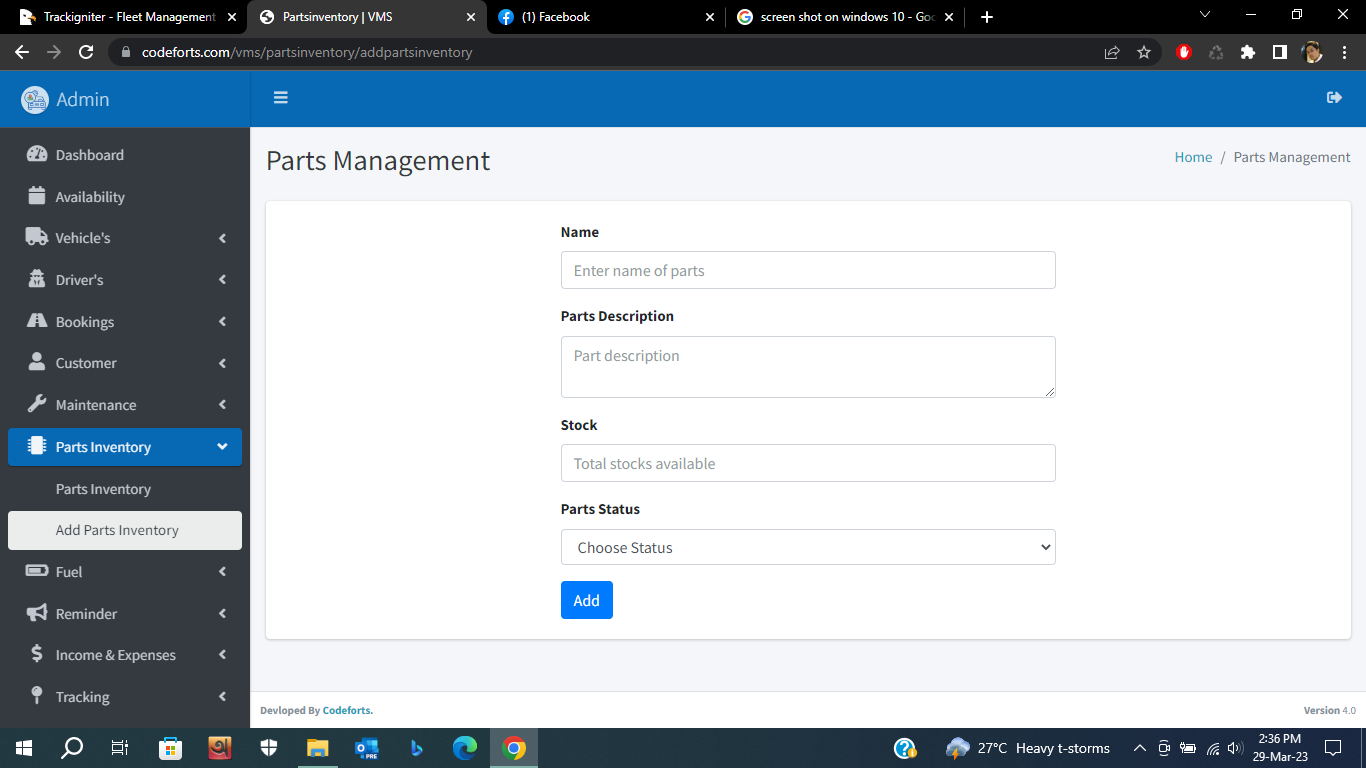 Trackigniter - Fleet Management
Partsinventory | VMS
(1) Facebook
screen shot on windows 10 - Goo
codeforts.com/vms/partsinventory/addpartsinventory
Admin
Dashboard
Availability
Vehicle's
Driver's
Bookings
Customer
Maintenance
Parts Inventory
Parts Inventory
Add Parts Inventory
Fuel
Reminder
Income & Expenses
Tracking
Parts Management
Home / Parts Management
Name
Enter name of parts
Parts Description
Part description
Stock
Total stocks available
Parts Status
Choose Status
Add
Devloped By Codeforts.
Version 4.0
PRE
27°C Heavy t-storms
2:36 PM
29-Mar-23